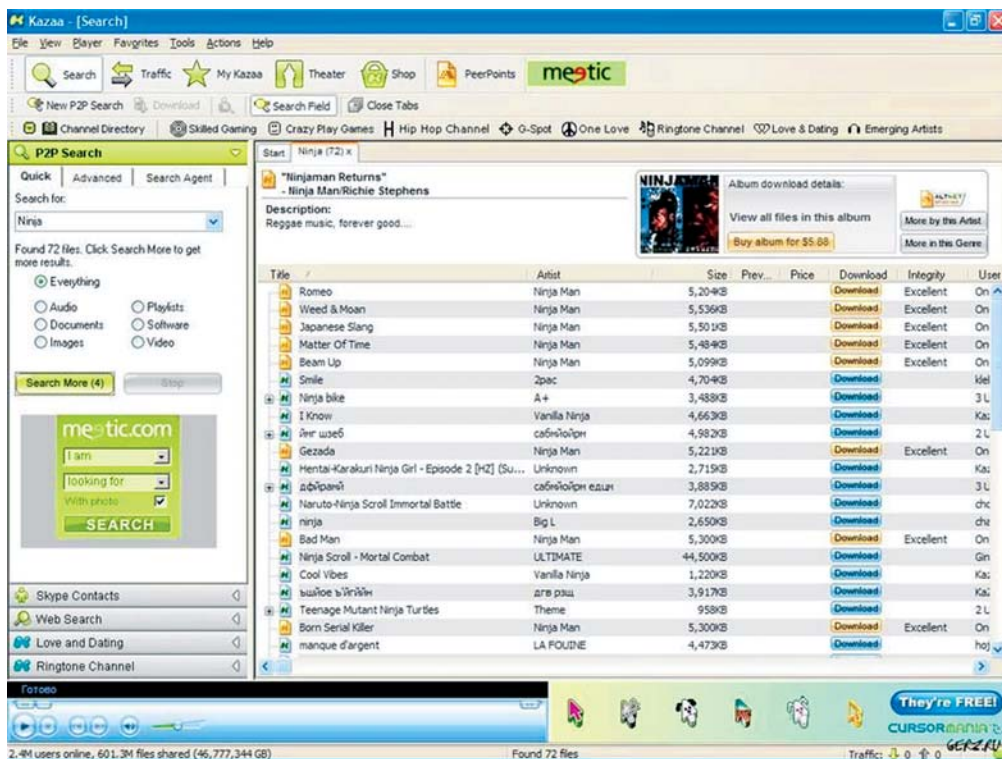 Kazaa - [Search]
File View Player Favorites Tools Actions Help
Search Traffic My Kazaa Theater Shop PeerPoints meetic
New P2P Search Download Search Field Close Tabs
Channel Directory Skilled Gaming Crazy Play Games Hip Hop Channel G-Spot One Love Ringtone Channel Love & Dating Emerging Artists
P2P Search
Quick Advanced Search Agent
Search for:
Ninja
Found 72 files. Click Search More to get
more results.
Everything
Audio Playlists
Documents Software
Images Video
Search More (4) Stop
meetic.com
I am
looking for
With photo
SEARCH
Skype Contacts
Web Search
Love and Dating
Ringtone Channel
Start Ninja (72) x
"Ninjaman Returns"
- Ninja Man/Richie Stephens
Description:
Reggae music, forever good....
NINJAMAN
Album download details:
View all files in this album
Buy album for $5.88
ALTNET
More by this Artist
More in this Genre
Title Artist Size Prev... Price Download Integrity User
Romeo Ninja Man 5,204KB Download Excellent On
Weed & Moan Ninja Man 5,536KB Download Excellent On
Japanese Slang Ninja Man 5,501KB Download Excellent On
Matter Of Time Ninja Man 5,484KB Download Excellent On
Beam Up Ninja Man 5,099KB Download Excellent On
Smile 2pac 4,704KB Download
Ninja bike A+ 3,488KB Download 3 U
I Know Vanilla Ninja 4,663KB Download Kaz
4,982KB Download 2 U
Gezada Ninja Man 5,221KB Download Excellent On
Hentai-Karakuri Ninja Girl - Episode 2 [HZ] (Su... Unknown 2,715KB Download Kaz
3,885KB Download 3 U
Naruto-Ninja Scroll Immortal Battle Unknown 7,022KB Download chc
ninja Big L 2,650KB Download che
Bad Man Ninja Man 5,300KB Download Excellent On
Ninja Scroll - Mortal Combat ULTIMATE 44,500KB Download Gin
Cool Vibes Vanilla Ninja 1,220KB Download Kaz
3,917KB Download Kaz
Teenage Mutant Ninja Turtles Theme 958KB Download 2 U
Born Serial Killer Ninja Man 5,300KB Download Excellent On
manque d'argent LA FOUINE 4,473KB Download hoj
Готово
They're FREE!
CURSORMANIA
2.4M users online, 601.3M files shared (46,777,344 GB) Found 72 files Traffic: 0 0
GERZ.RU